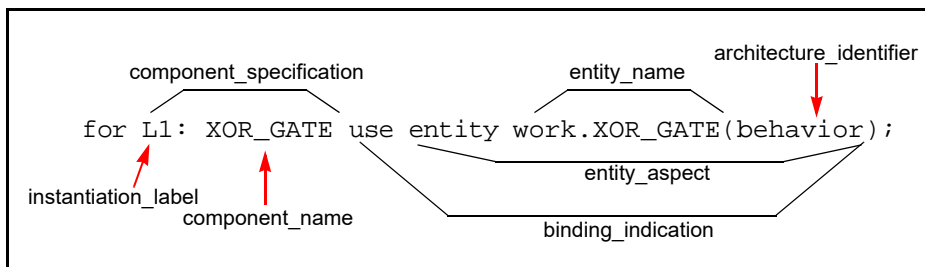 architecture_identifier
component_specification entity_name
for L1: XOR_GATE use entity work.XOR_GATE(behavior);
entity_aspect
instantiation_label
component_name
binding_indication